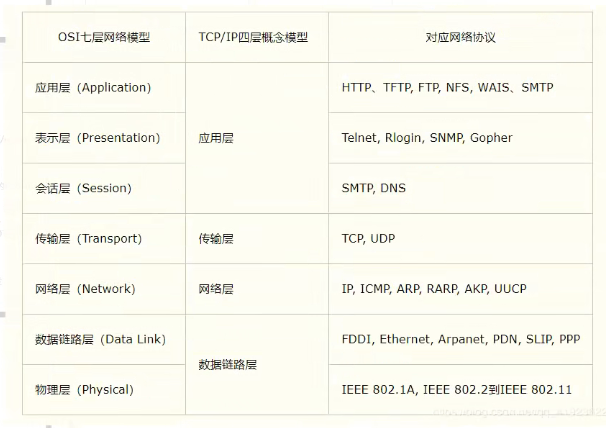 OSI七层网络模型 TCP/IP四层概念模型 对应网络协议
应用层 (Application) HTTP、TFTP, FTP, NFS, WAIS、SMTP
表示层 (Presentation) 应用层 Telnet, Rlogin, SNMP, Gopher
会话层 (Session) SMTP, DNS
传输层 (Transport) 传输层 TCP, UDP
网络层 (Network) 网络层 IP, ICMP, ARP, RARP, AKP, UUCP
数据链路层 (Data Link) FDDI, Ethernet, Arpanet, PDN, SLIP, PPP
数据链路层
物理层 (Physical) IEEE 802.1A, IEEE 802.2到IEEE 802.11